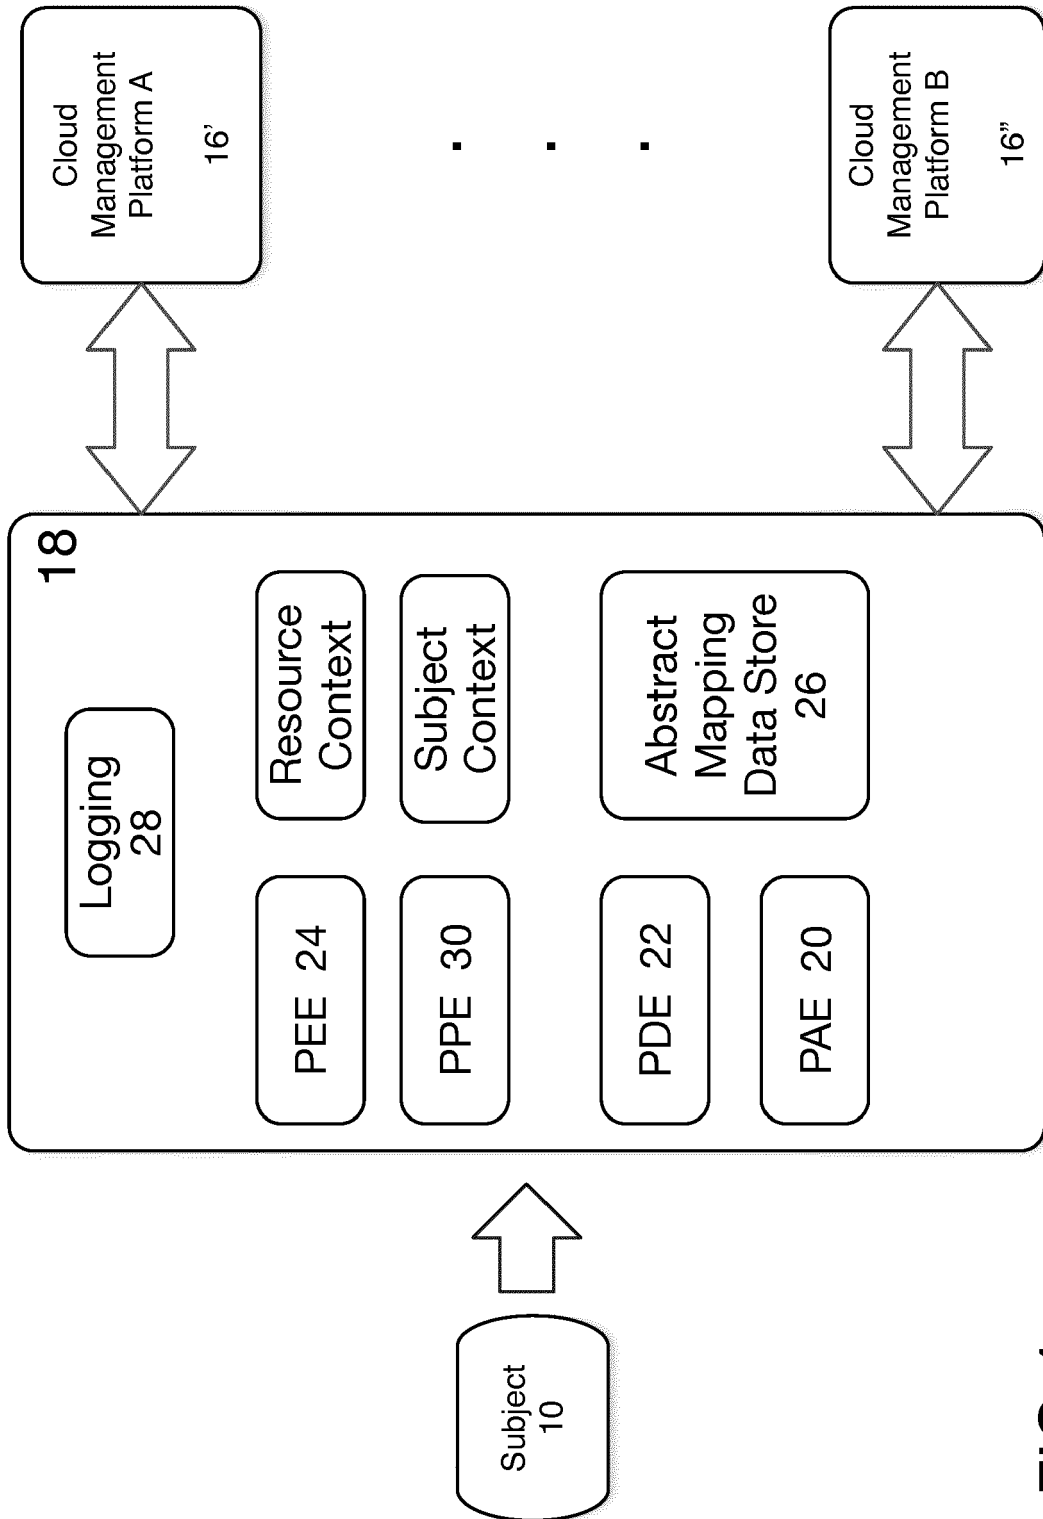 18
Logging
28
Cloud
Management
Platform A
16'
PEE 24
Resource
Context
Subject
10
PPE 30
Subject
Context
PDE 22
Abstract
Mapping
Data Store
26
PAE 20
Cloud
Management
Platform B
16"
FIG